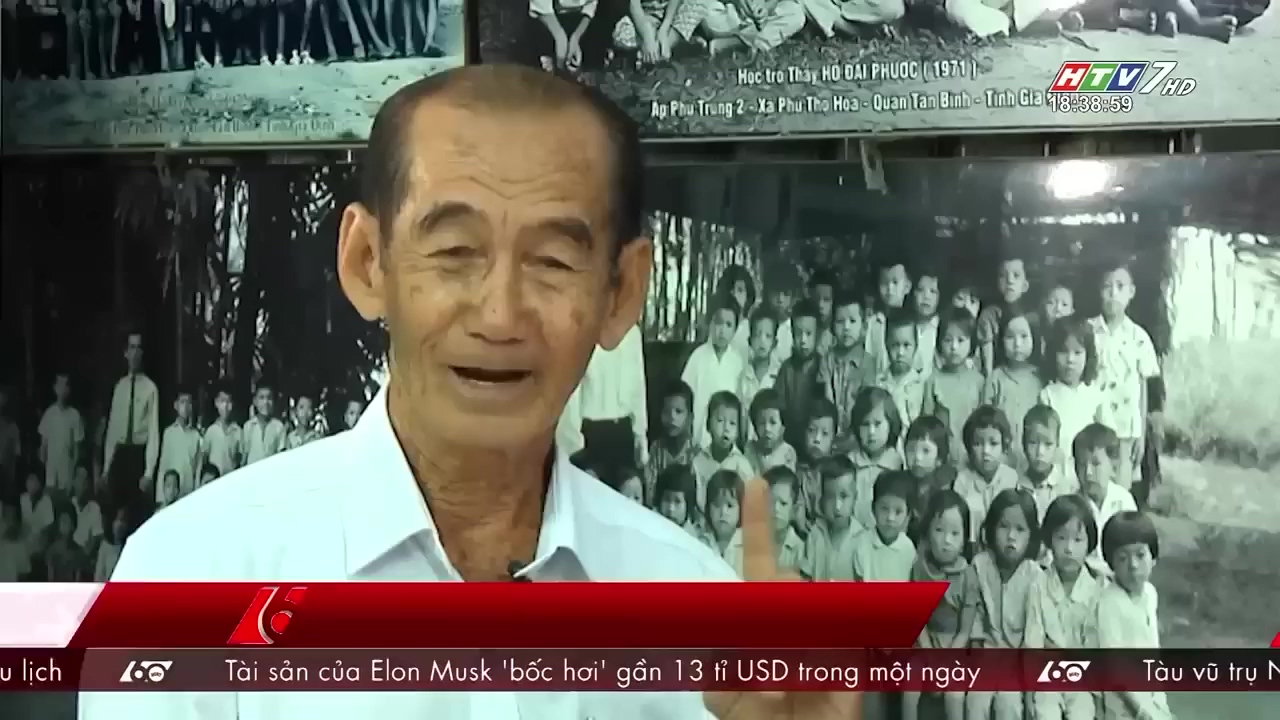 Học trò Thầy HỒ ĐẠI PHƯỚC ( 1971 )
Ấp Phú Trung 2 - Xã Phú Thọ Hòa - Quận Tân Bình - Tỉnh Gia
HTV7 HD
18:38:59
u lịch
60
Tài sản của Elon Musk 'bốc hơi' gần 13 tỉ USD trong một ngày
60
Tàu vũ trụ N